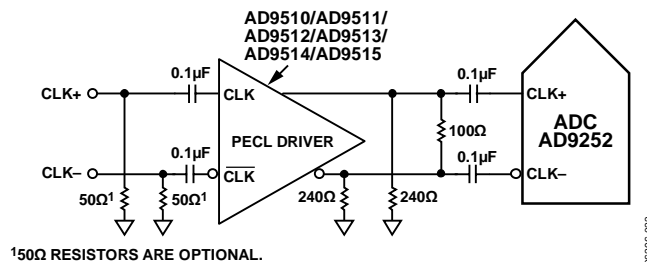 AD9510/AD9511/
AD9512/AD9513/
AD9514/AD9515
0.1µF
0.1µF
CLK+
CLK
CLK+
ADC
AD9252
PECL DRIVER
100Ω
0.1µF
0.1µF
CLK–
CLK
CLK–
50Ω¹
50Ω¹
240Ω
240Ω
¹50Ω RESISTORS ARE OPTIONAL.